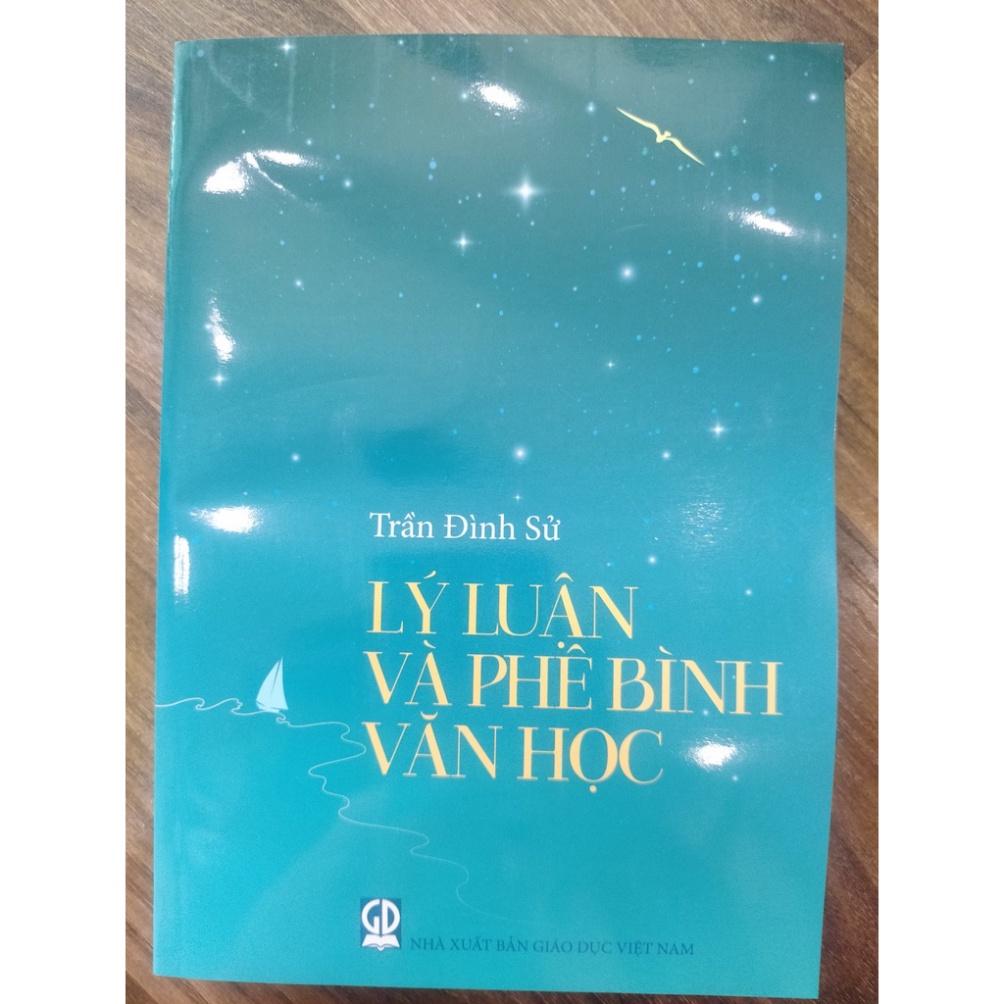 Trần Đình Sử
LÝ LUẬN
VÀ PHÊ BÌNH
VĂN HỌC
GD
NHÀ XUẤT BẢN GIÁO DỤC VIỆT NAM